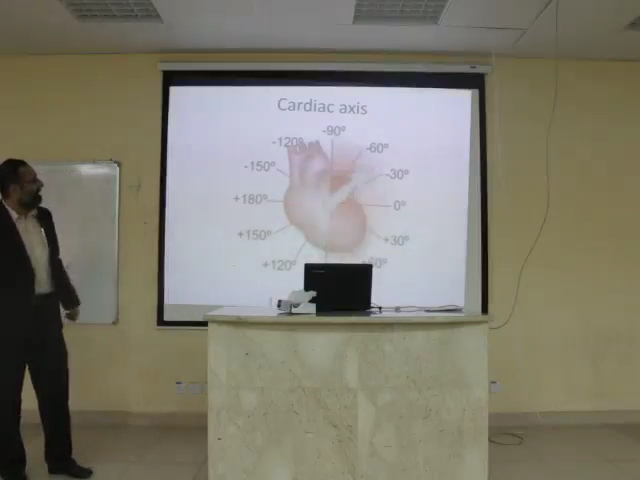 Cardiac axis
-90º
-120º
-60º
-150º
-30º
+180º
0º
+150º
+30º
+120º